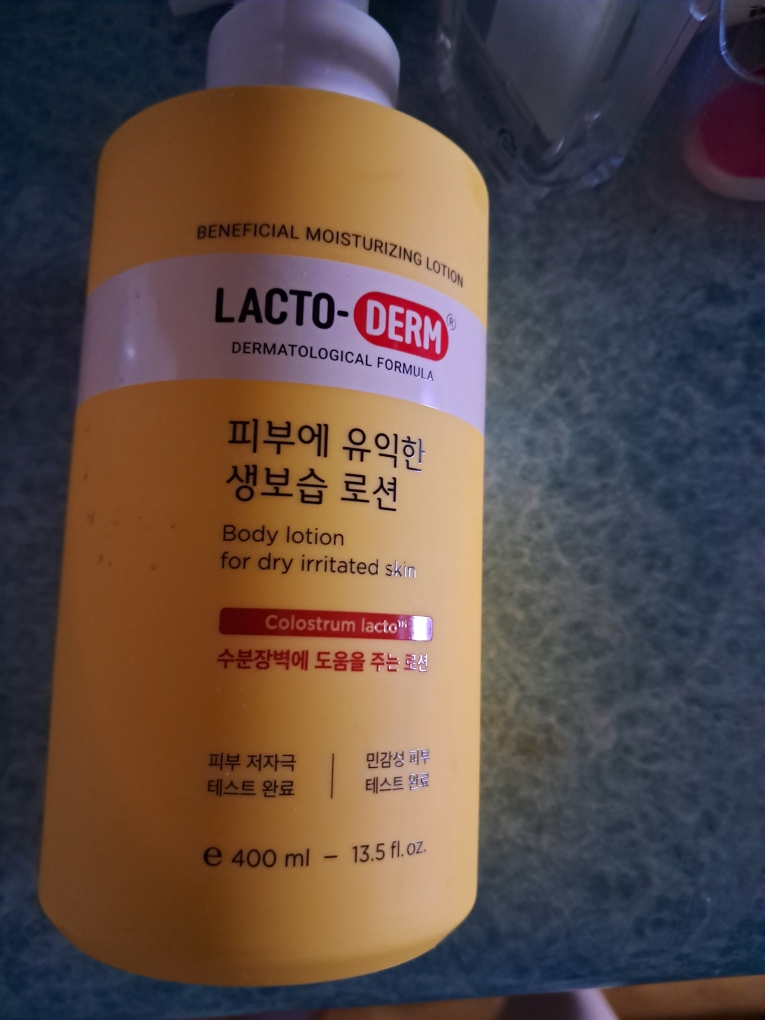 BENEFICIAL MOISTURIZING LOTION
LACTO-DERM®
DERMATOLOGICAL FORMULA
피부에 유익한
생보습 로션
Body lotion
for dry irritated skin
Colostrum lacto™
수분장벽에 도움을 주는 로션
피부 저자극
테스트 완료
민감성 피부
테스트 완료
℮ 400 ml – 13.5 fl.oz.